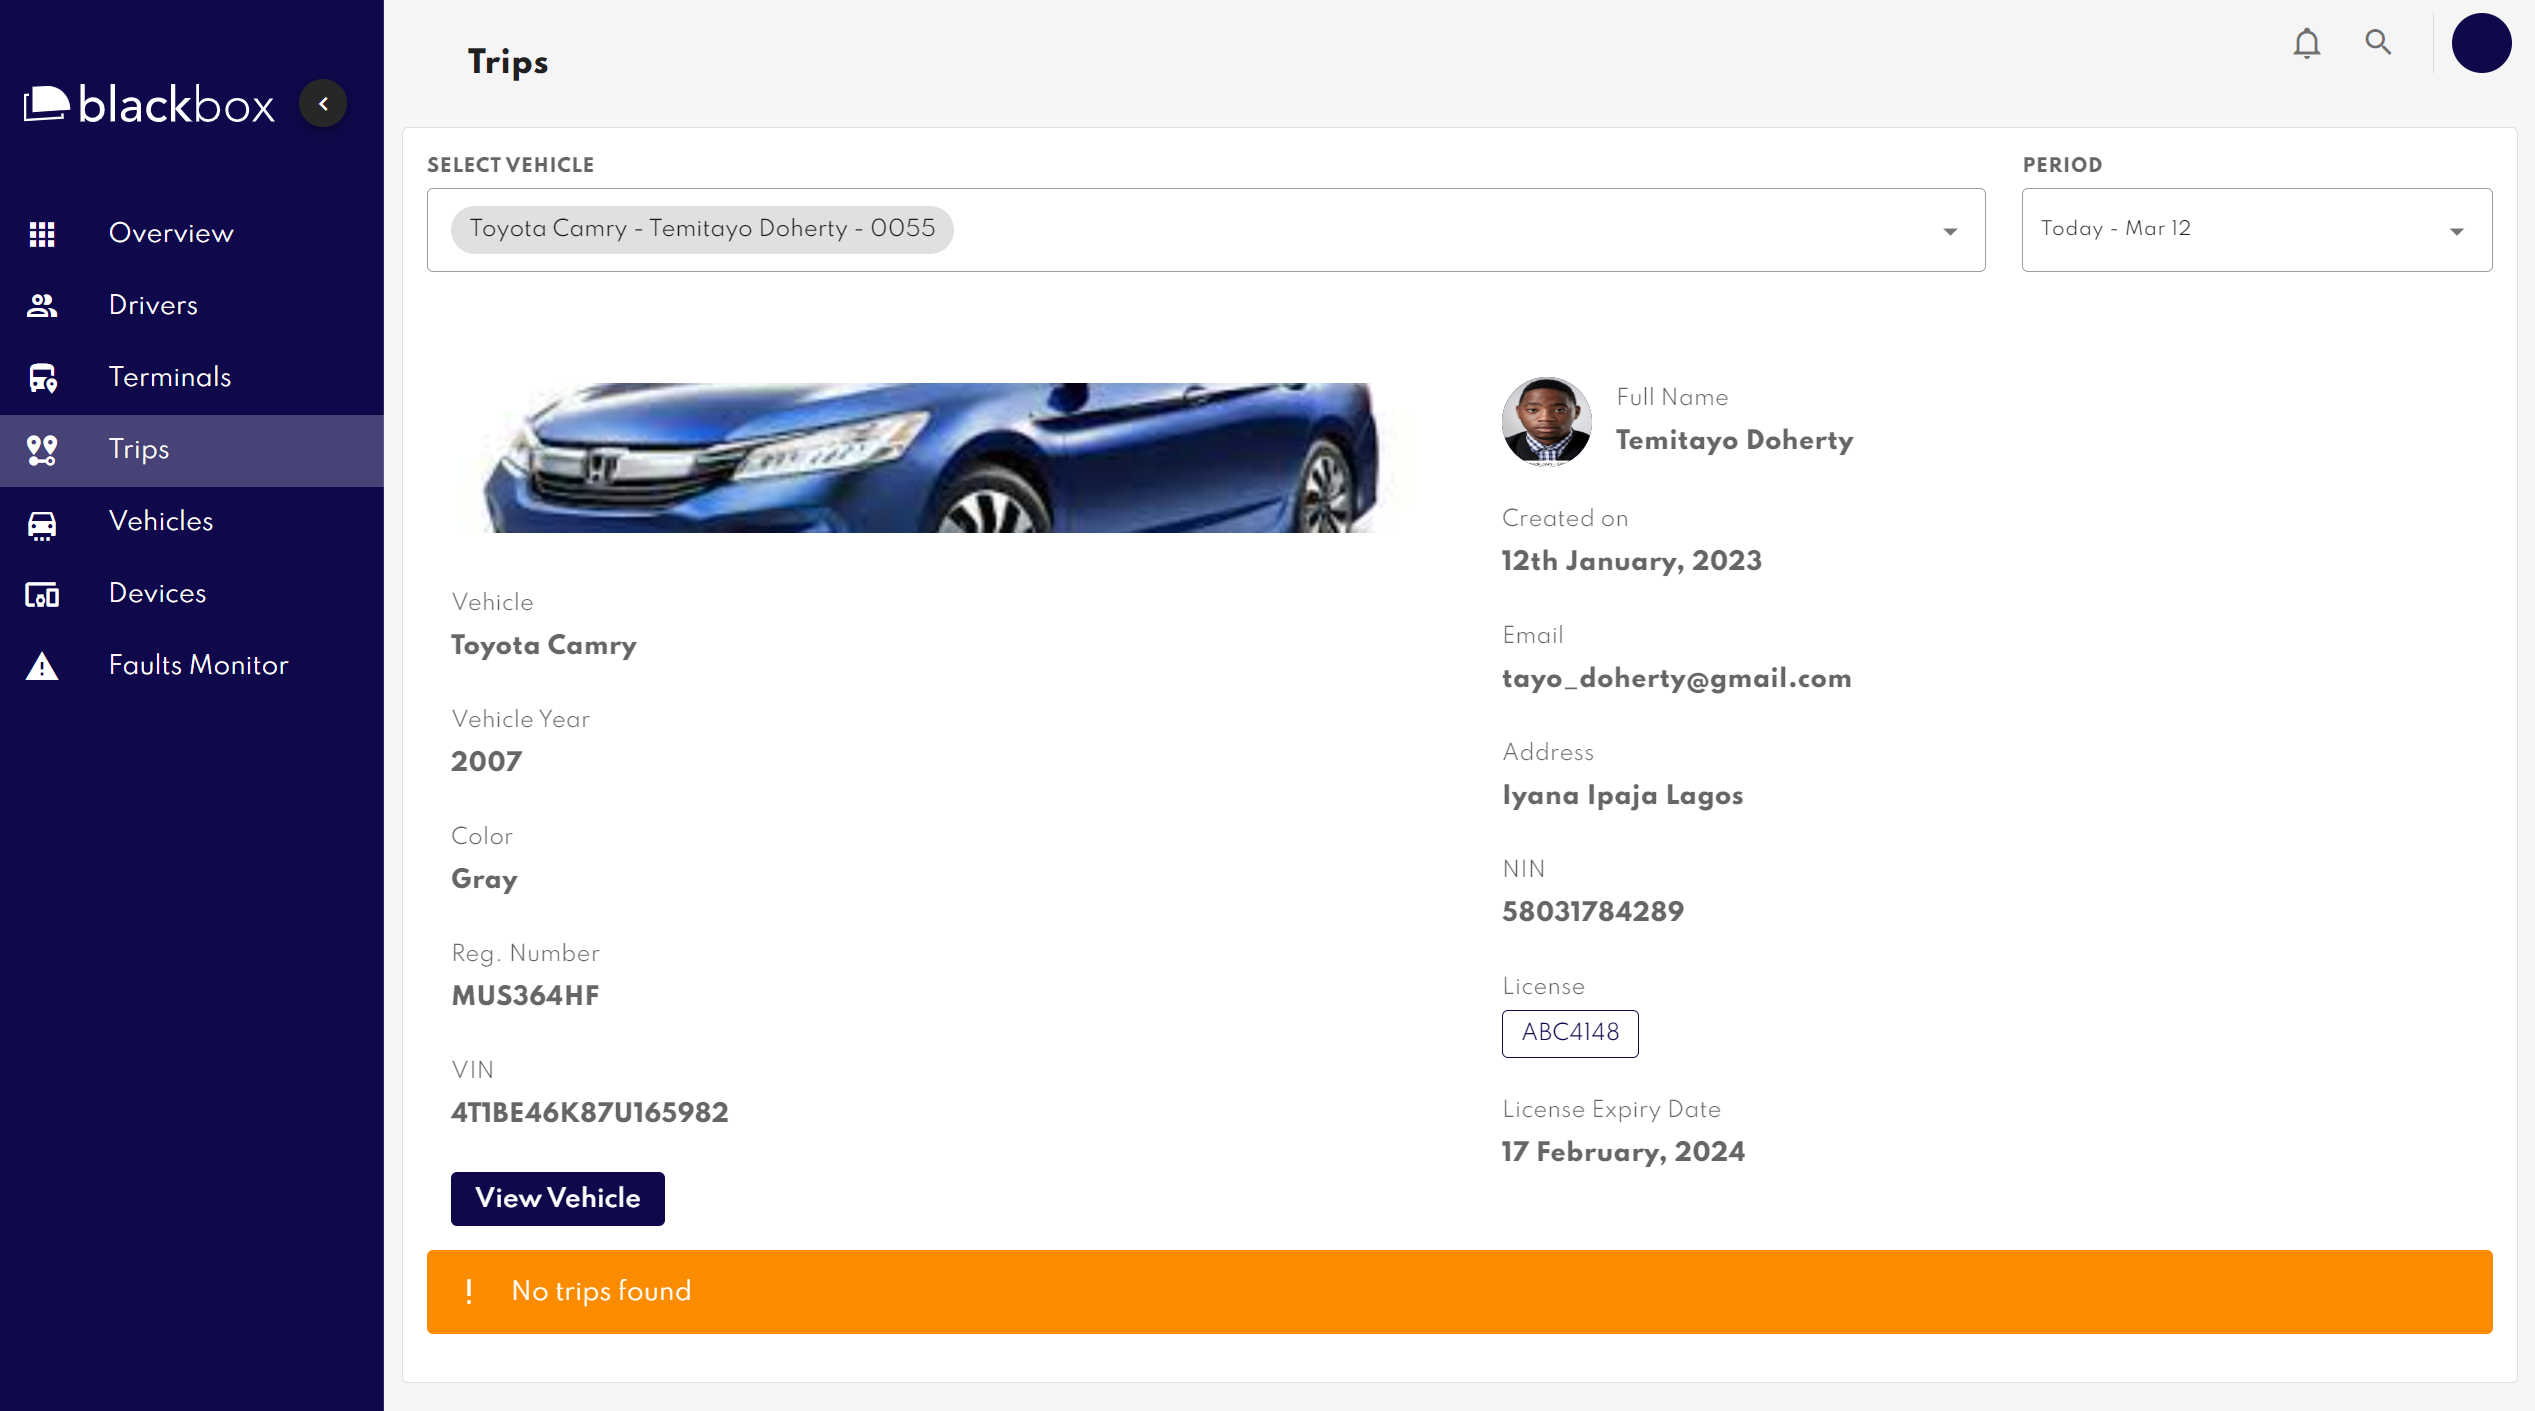 blackbox
Overview
Drivers
Terminals
Trips
Vehicles
Devices
Faults Monitor
Trips
SELECT VEHICLE
Toyota Camry - Temitayo Doherty - 0055
PERIOD
Today - Mar 12
Vehicle
Toyota Camry
Vehicle Year
2007
Color
Gray
Reg. Number
MUS364HF
VIN
4T1BE46K87U165982
View Vehicle
Full Name
Temitayo Doherty
Created on
12th January, 2023
Email
tayo_doherty@gmail.com
Address
Iyana Ipaja Lagos
NIN
58031784289
License
ABC4148
License Expiry Date
17 February, 2024
! No trips found